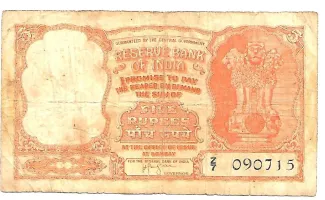 GUARANTEED BY THE CENTRAL GOVERNMENT
RESERVE BANK
OF INDIA
I PROMISE TO PAY
THE BEARER ON DEMAND
THE SUM OF
FIVE
RUPEES
पाँच रुपये
AT THE OFFICE OF ISSUE
AT BOMBAY
FOR THE RESERVE BANK OF INDIA
Z/7 090715